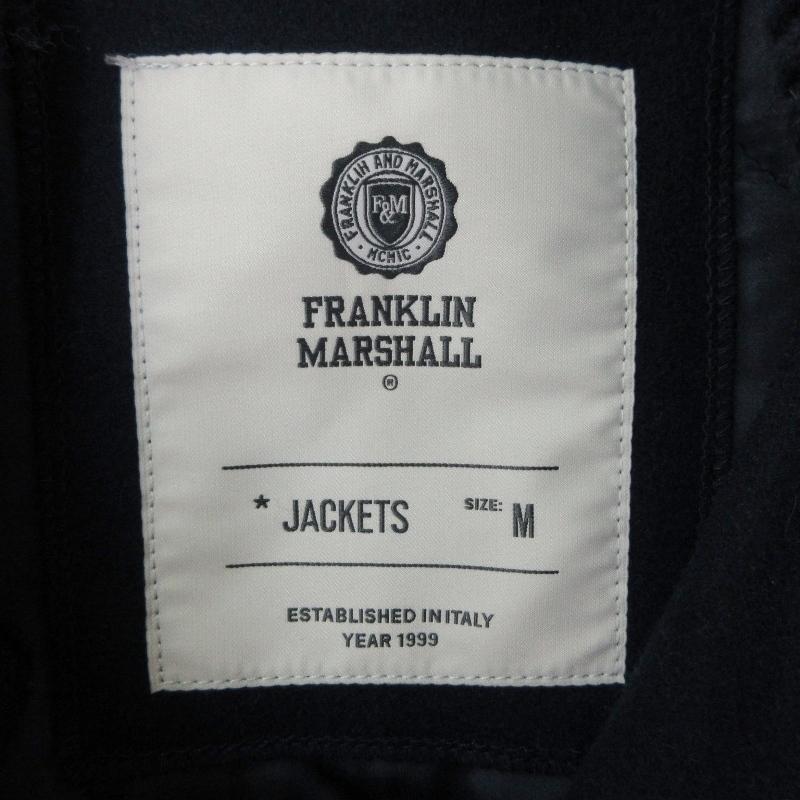 FRANKLIN AND MARSHALL
F&M
· MCMIC ·
FRANKLIN
MARSHALL
®
* JACKETS SIZE: M
ESTABLISHED IN ITALY
YEAR 1999